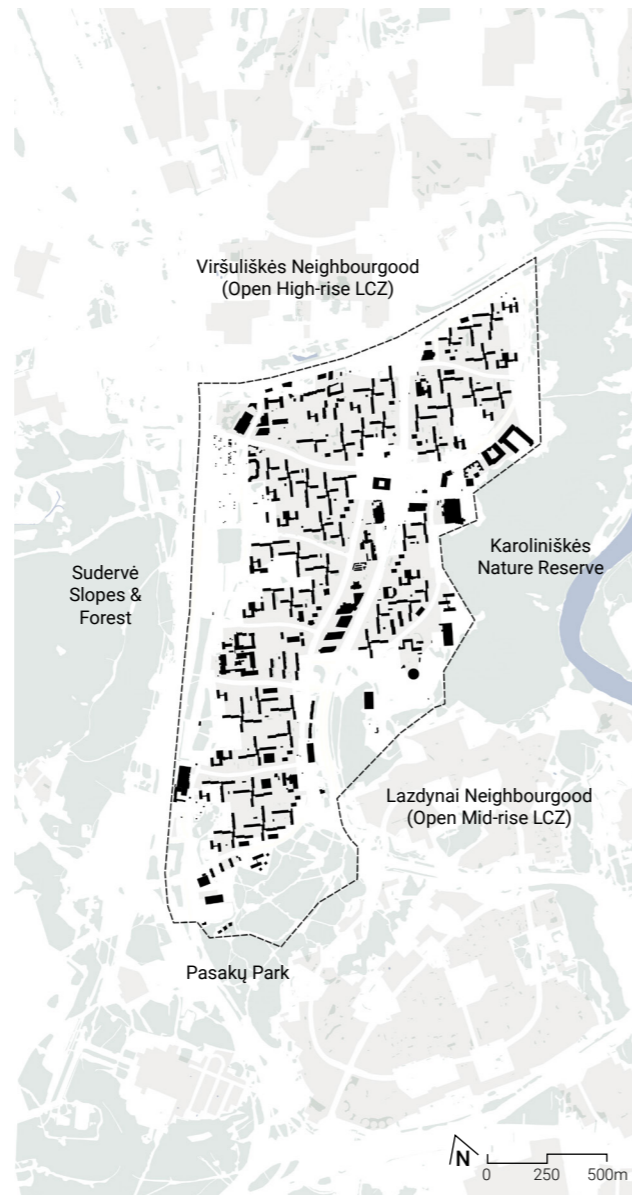 Viršuliškės Neighbourgood
(Open High-rise LCZ)
Sudervė
Slopes &
Forest
Karoliniškės
Nature Reserve
Lazdynai Neighbourgood
(Open Mid-rise LCZ)
Pasakų Park
N
0 250 500m